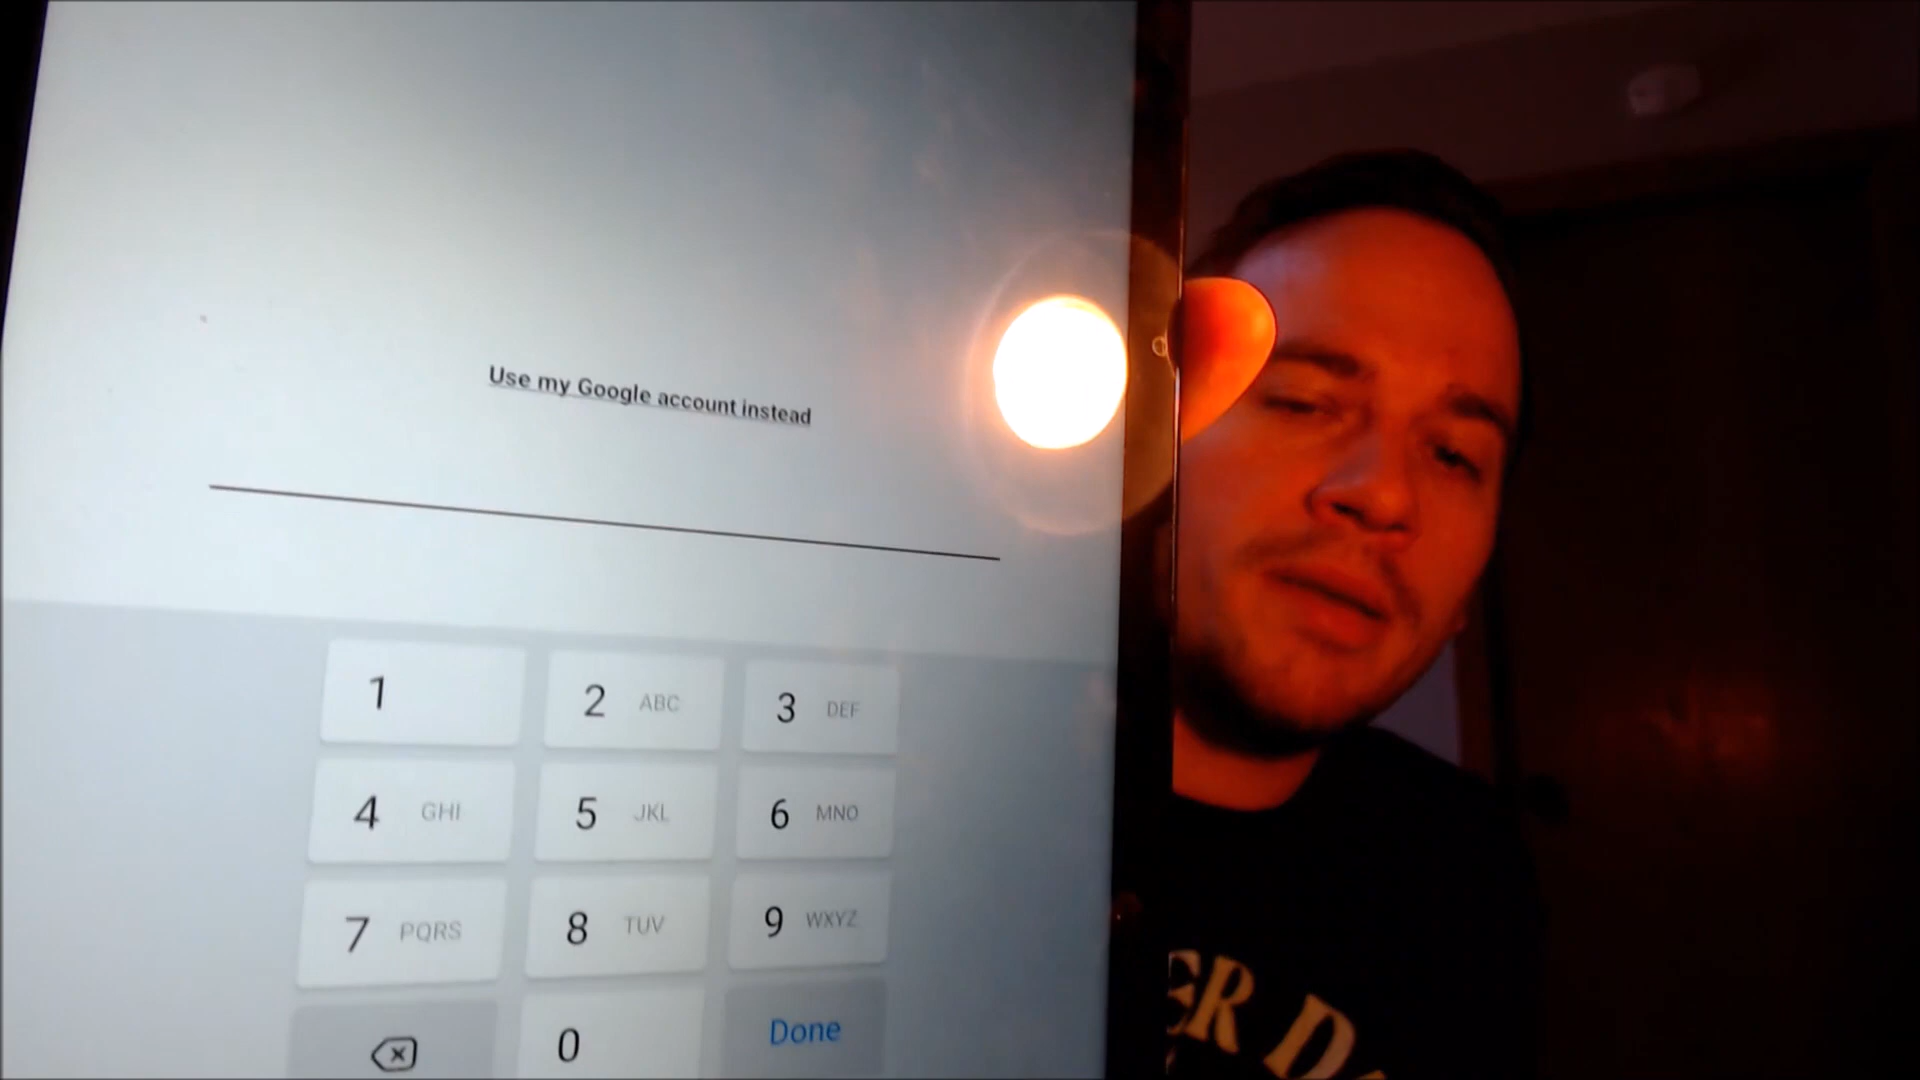 Use my Google account instead
1 2 ABC 3 DEF
4 GHI 5 JKL 6 MNO
7 PQRS 8 TUV 9 WXYZ
0 Done
ER D